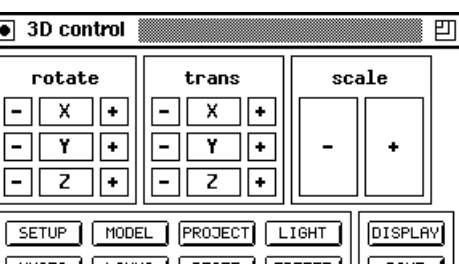 3D control
rotate trans scale
- X + - X + - +
- Y + - Y +
- Z + - Z +
SETUP MODEL PROJECT LIGHT DISPLAY